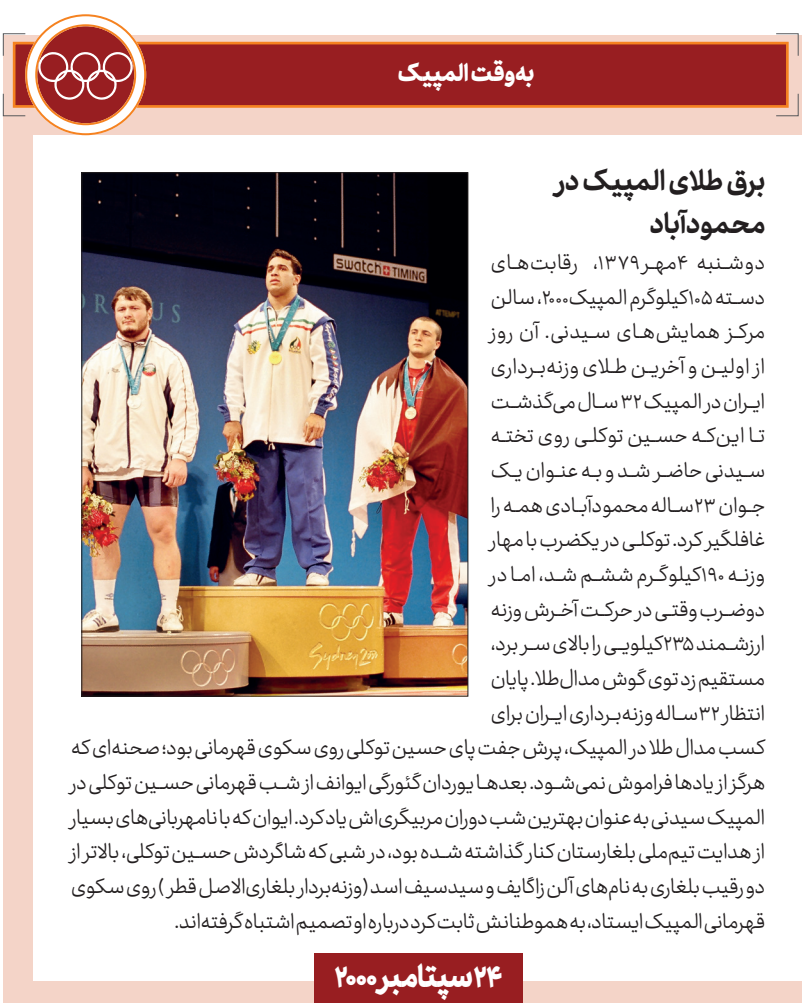 به‌وقت المپیک
برق طلای المپیک در
محمودآباد
دوشنبه ۴مهر۱۳۷۹، رقابت‌های
دسته ۱۰۵کیلوگرم المپیک۲۰۰۰، سالن
مرکز همایش‌های سیدنی. آن روز
از اولین و آخرین طلای وزنه‌برداری
ایران در المپیک ۳۲ سال می‌گذشت
تا این‌که حسین توکلی روی تخته
سیدنی حاضر شد و به عنوان یک
جوان ۲۳ساله محمودآبادی همه را
غافلگیر کرد. توکلی در یکضرب با مهار
وزنه ۱۹۰کیلوگرم ششم شد، اما در
دوضرب وقتی در حرکت آخرش وزنه
ارزشمند ۲۳۵کیلویی را بالای سر برد،
مستقیم زد توی گوش مدال‌طلا. پایان
انتظار ۳۲ساله وزنه‌برداری ایران برای
کسب مدال طلا در المپیک، پرش جفت پای حسین توکلی روی سکوی قهرمانی بود؛ صحنه‌ای که
هرگز از یادها فراموش نمی‌شود. بعدها یوردان گئورگی ایوانف از شب قهرمانی حسین توکلی در
المپیک سیدنی به عنوان بهترین شب دوران مربیگری‌اش یاد کرد. ایوان که با نامهربانی‌های بسیار
از هدایت تیم‌ملی بلغارستان کنار گذاشته شده بود، در شبی که شاگردش حسین توکلی، بالاتر از
دو رقیب بلغاری به نام‌های آلن زاگایف و سیدسیف اسد (وزنه‌بردار بلغاری‌الاصل قطر) روی سکوی
قهرمانی المپیک ایستاد، به هموطنانش ثابت کرد درباره او تصمیم اشتباه گرفته‌اند.
swatch TIMING
ATTEMPT
Sydney 2000
۲۴سپتامبر۲۰۰۰